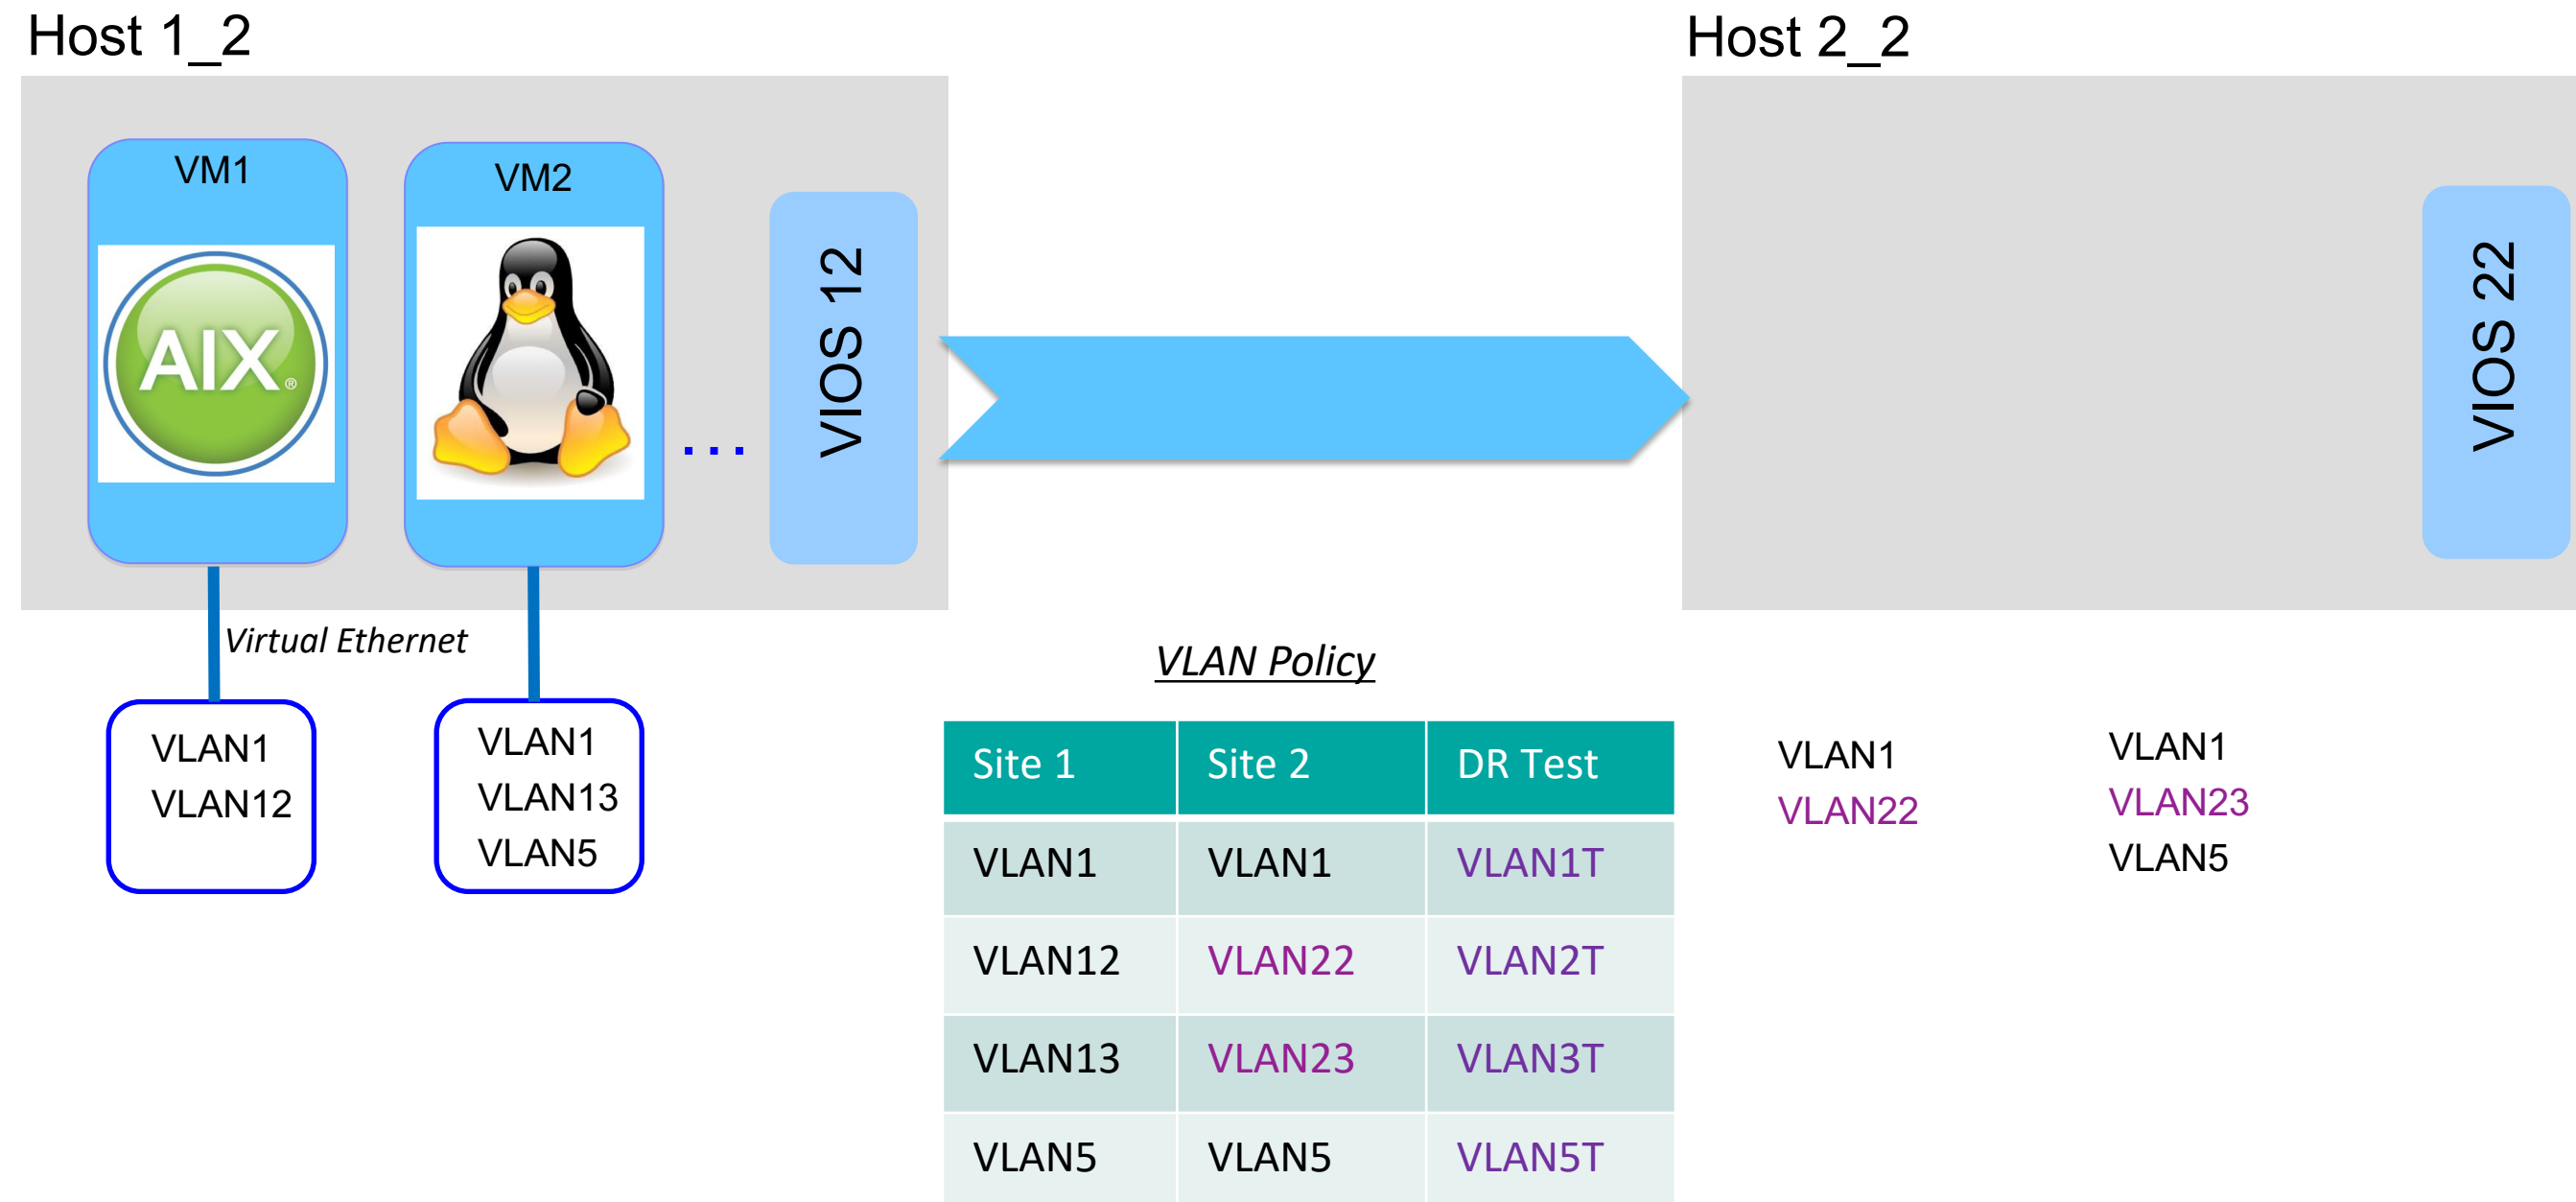 Host 1_2
Host 2_2
VM1
VM2
AIX®
...
VIOS 12
VIOS 22
Virtual Ethernet
VLAN1
VLAN12
VLAN1
VLAN13
VLAN5
VLAN Policy
Site 1 Site 2 DR Test
VLAN1 VLAN1 VLAN1T
VLAN12 VLAN22 VLAN2T
VLAN13 VLAN23 VLAN3T
VLAN5 VLAN5 VLAN5T
VLAN1
VLAN22
VLAN1
VLAN23
VLAN5